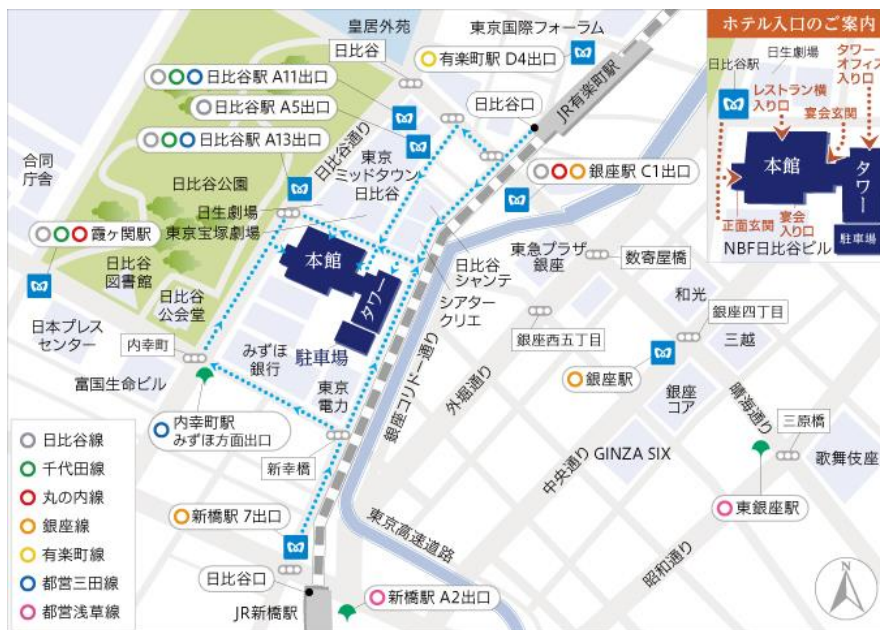 皇居外苑
東京国際フォーラム
日比谷
有楽町駅 D4出口
日比谷駅 A11出口
日比谷駅 A5出口
日比谷駅 A13出口
日比谷口
JR有楽町駅
日比谷通り
東京
ミッドタウン
日比谷
合同
庁舎
日比谷公園
銀座駅 C1出口
日生劇場
東京宝塚劇場
霞ヶ関駅
日比谷
図書館
本館
タワー
日比谷
シャンテ
東急プラザ
銀座
数寄屋橋
シアター
クリエ
和光
日比谷
公会堂
日本プレス
センター
内幸町
みずほ
銀行
駐車場
銀座西五丁目
銀座四丁目
三越
銀座駅
富国生命ビル
東京
電力
銀座コリドー通り
外堀通り
銀座
コア
晴海通り
内幸町駅
みずほ方面出口
三原橋
新幸橋
中央通り
GINZA SIX
歌舞伎座
東銀座駅
新橋駅 7出口
東京高速道路
昭和通り
日比谷口
新橋駅 A2出口
JR新橋駅
N
日比谷線
千代田線
丸の内線
銀座線
有楽町線
都営三田線
都営浅草線
ホテル入口のご案内
日生劇場
タワー
オフィス
入り口
日比谷駅
レストラン横
入り口
宴会玄関
本館
タワー
正面玄関
宴会
入り口
NBF日比谷ビル
駐車場